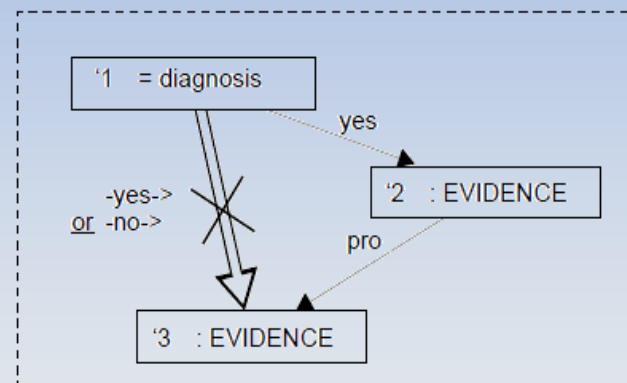 ‘1 = diagnosis
yes
-yes->
or -no->
‘2 : EVIDENCE
pro
‘3 : EVIDENCE